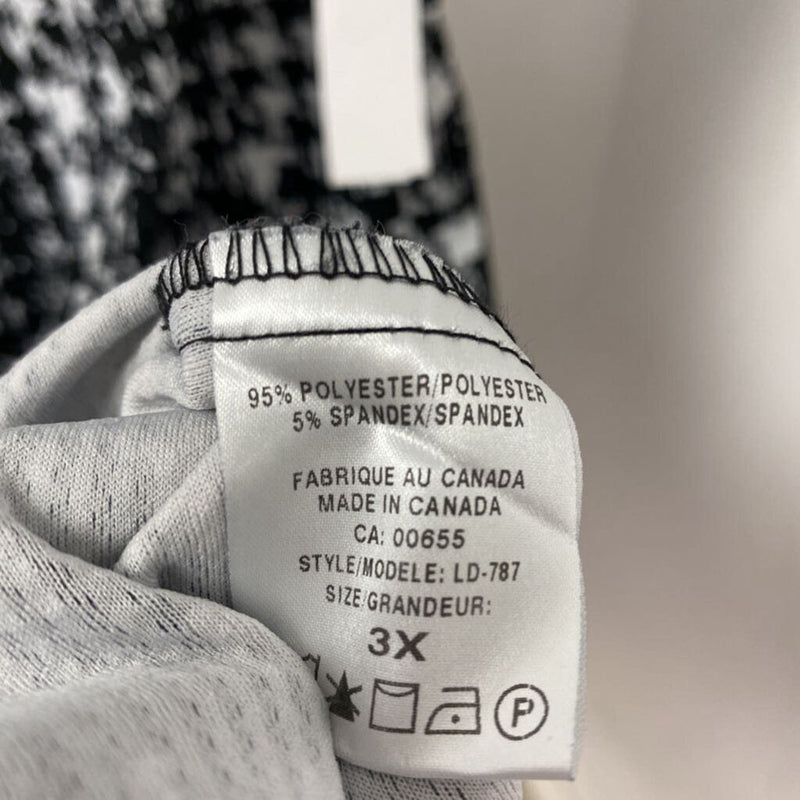 95% POLYESTER/POLYESTER
5% SPANDEX/SPANDEX
FABRIQUE AU CANADA
MADE IN CANADA
CA: 00655
STYLE/MODELE: LD-787
SIZE/GRANDEUR:
3X
P